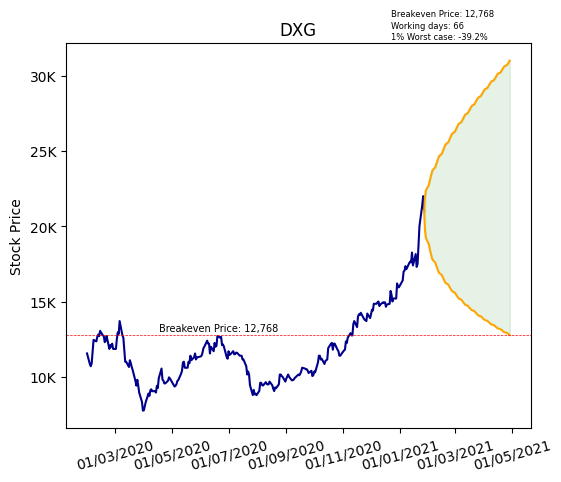 Breakeven Price: 12,768
Working days: 66
1% Worst case: -39.2%
DXG
Stock Price
30K
25K
20K
15K
10K
Breakeven Price: 12,768
01/03/2020
01/05/2020
01/07/2020
01/09/2020
01/11/2020
01/01/2021
01/03/2021
01/05/2021